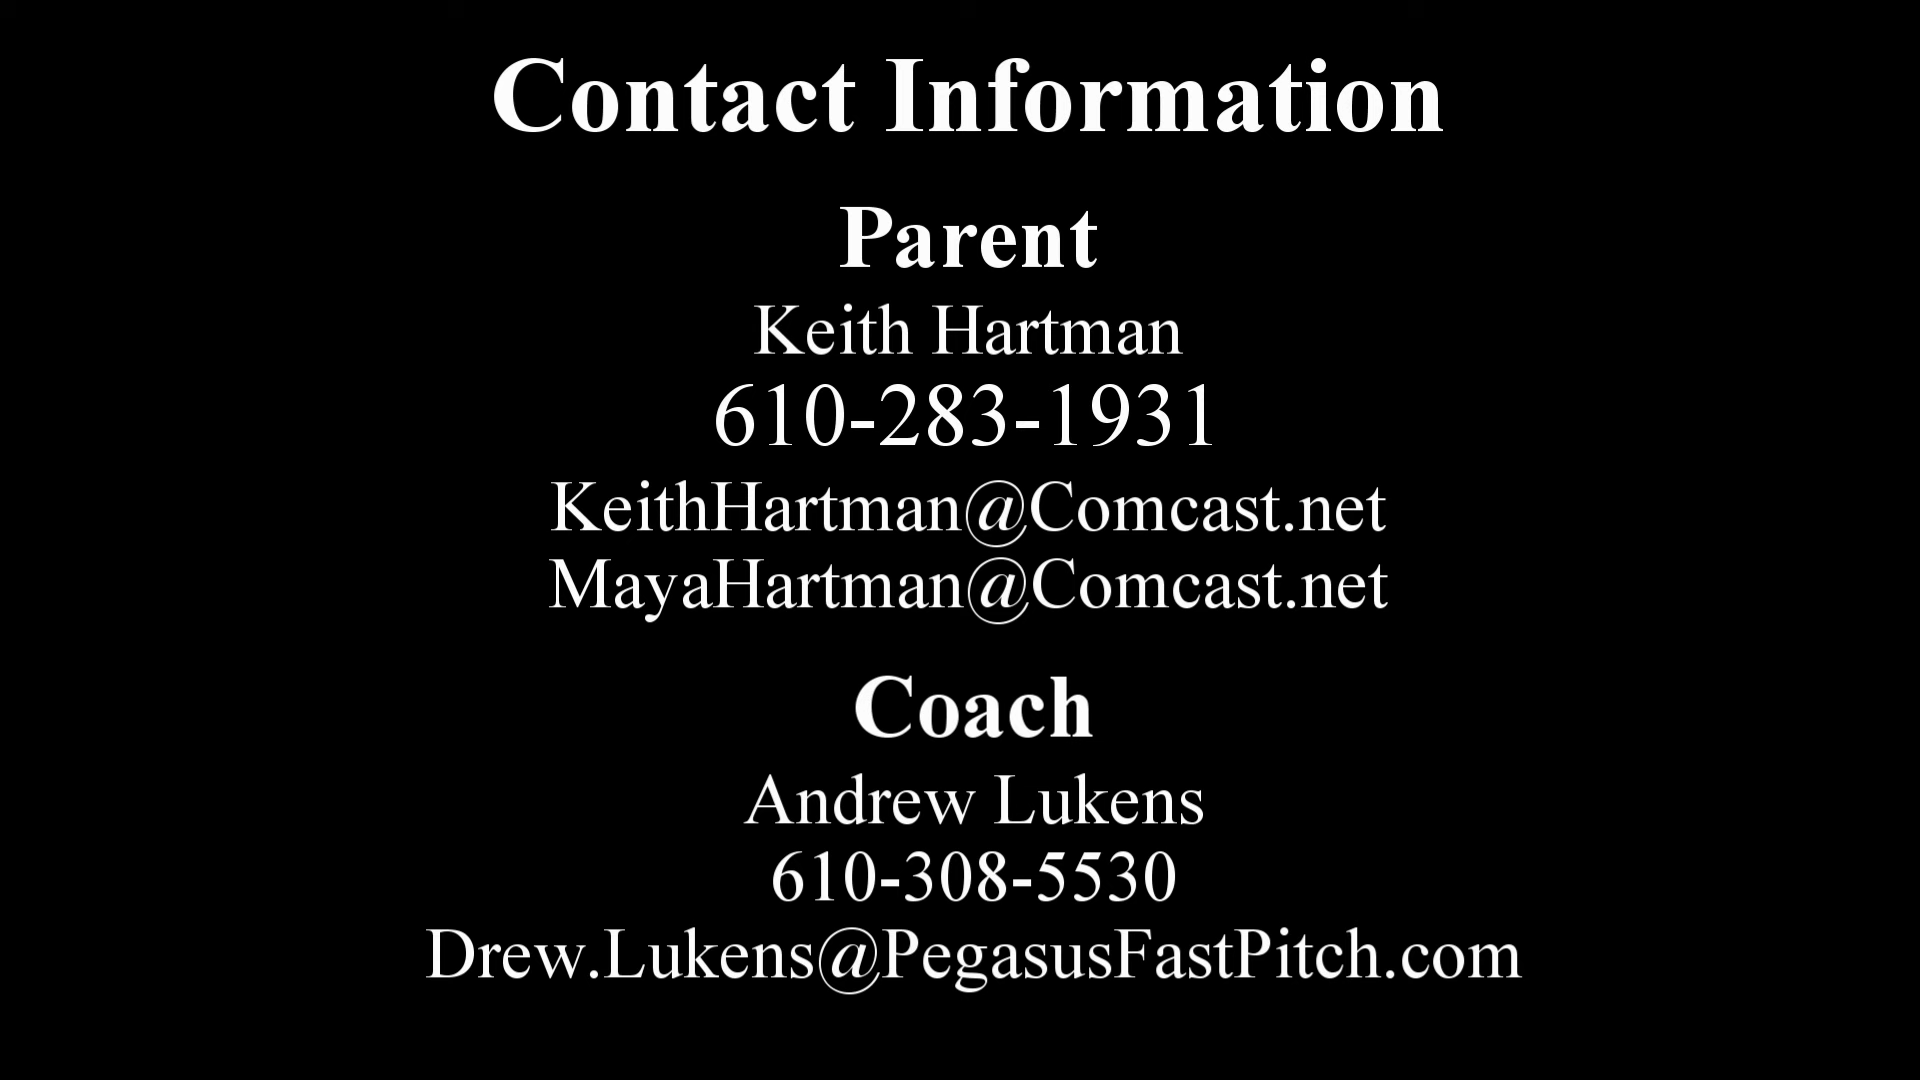 Contact Information
Parent
Keith Hartman
610-283-1931
KeithHartman@Comcast.net
MayaHartman@Comcast.net
Coach
Andrew Lukens
610-308-5530
Drew.Lukens@PegasusFastPitch.com